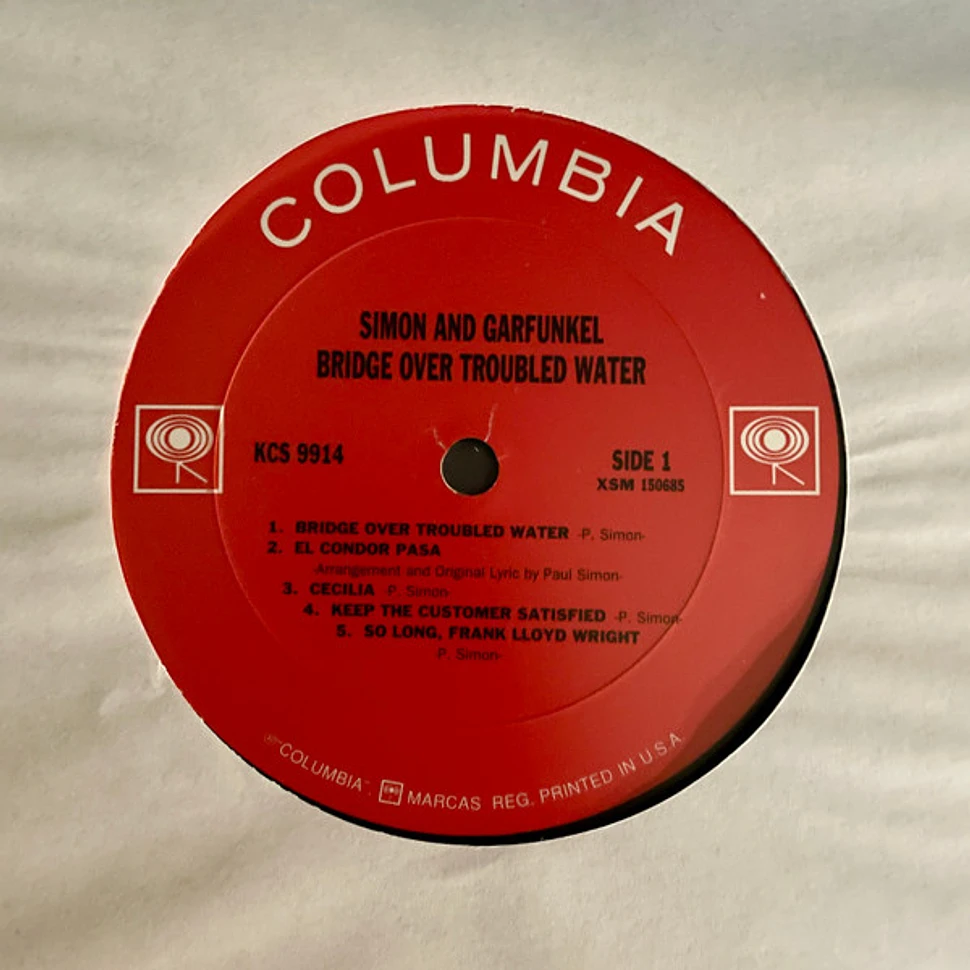 COLUMBIA
SIMON AND GARFUNKEL
BRIDGE OVER TROUBLED WATER
KCS 9914
SIDE 1
XSM 150685
1. BRIDGE OVER TROUBLED WATER -P. Simon-
2. EL CONDOR PASA
-Arrangement and Original Lyric by Paul Simon-
3. CECILIA -P. Simon-
4. KEEP THE CUSTOMER SATISFIED -P. Simon-
5. SO LONG, FRANK LLOYD WRIGHT
-P. Simon-
"COLUMBIA", MARCAS REG. PRINTED IN U.S.A.